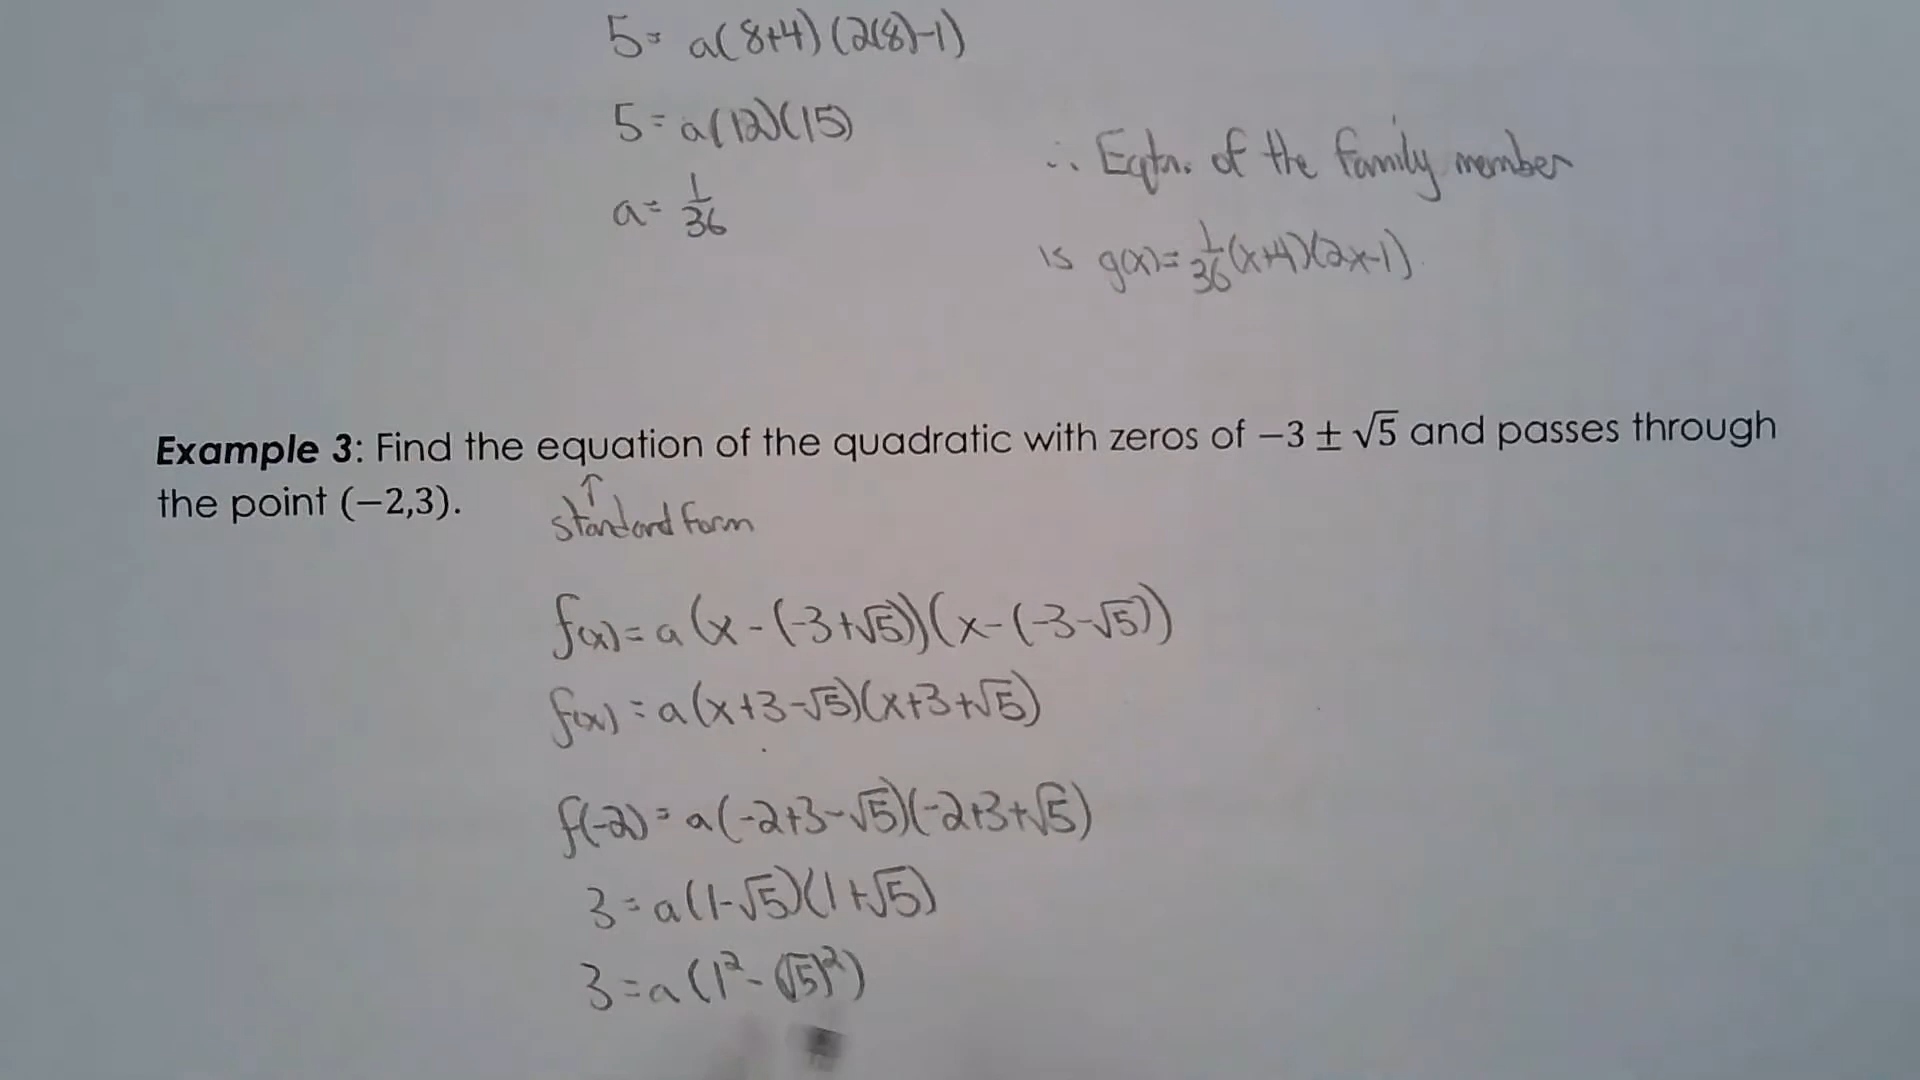 5 = a(8+4)(2(8)-1)
5 = a(12)(15)
a = 1/36
∴ Eqtn. of the family member
is g(x) = 1/36(x+4)(2x-1)
Example 3: Find the equation of the quadratic with zeros of −3 ± √5 and passes through
the point (−2,3).
↑
standard form
f(x) = a(x-(-3+√5))(x-(-3-√5))
f(x) = a(x+3-√5)(x+3+√5)
f(-2) = a(-2+3-√5)(-2+3+√5)
3 = a(1-√5)(1+√5)
3 = a(1²-(√5)²)